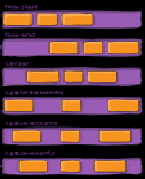 flex-start
flex-end
center
space-between
space-around
space-evenly